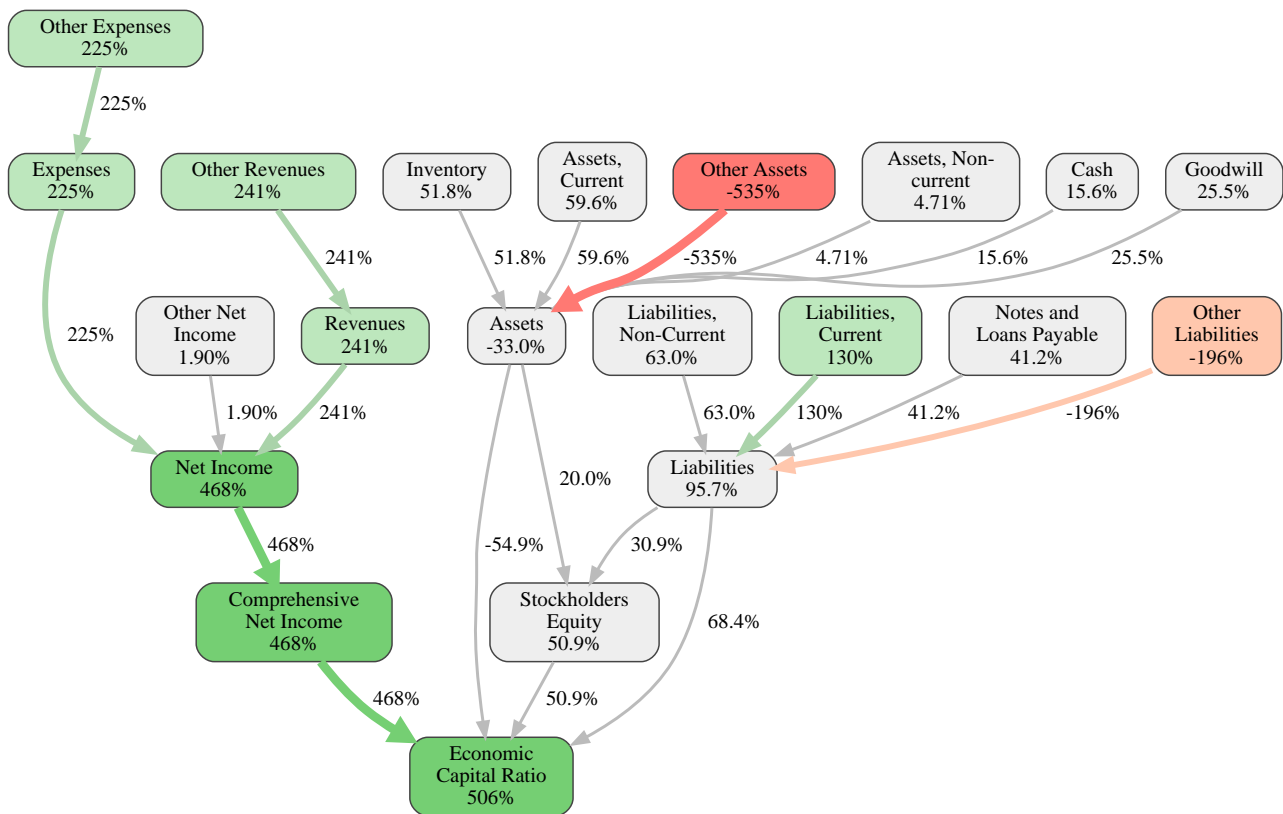 Other Expenses
225%
225%
Expenses
225%
Other Revenues
241%
Inventory
51.8%
Assets,
Current
59.6%
Other Assets
-535%
Assets, Non-
current
4.71%
Cash
15.6%
Goodwill
25.5%
241%
51.8%
59.6%
-535%
4.71%
15.6%
25.5%
225%
Other Net
Income
1.90%
Revenues
241%
Assets
-33.0%
Liabilities,
Non-Current
63.0%
Liabilities,
Current
130%
Notes and
Loans Payable
41.2%
Other
Liabilities
-196%
1.90%
241%
63.0%
130%
41.2%
-196%
Net Income
468%
20.0%
Liabilities
95.7%
468%
-54.9%
30.9%
Comprehensive
Net Income
468%
Stockholders
Equity
50.9%
68.4%
468%
50.9%
Economic
Capital Ratio
506%